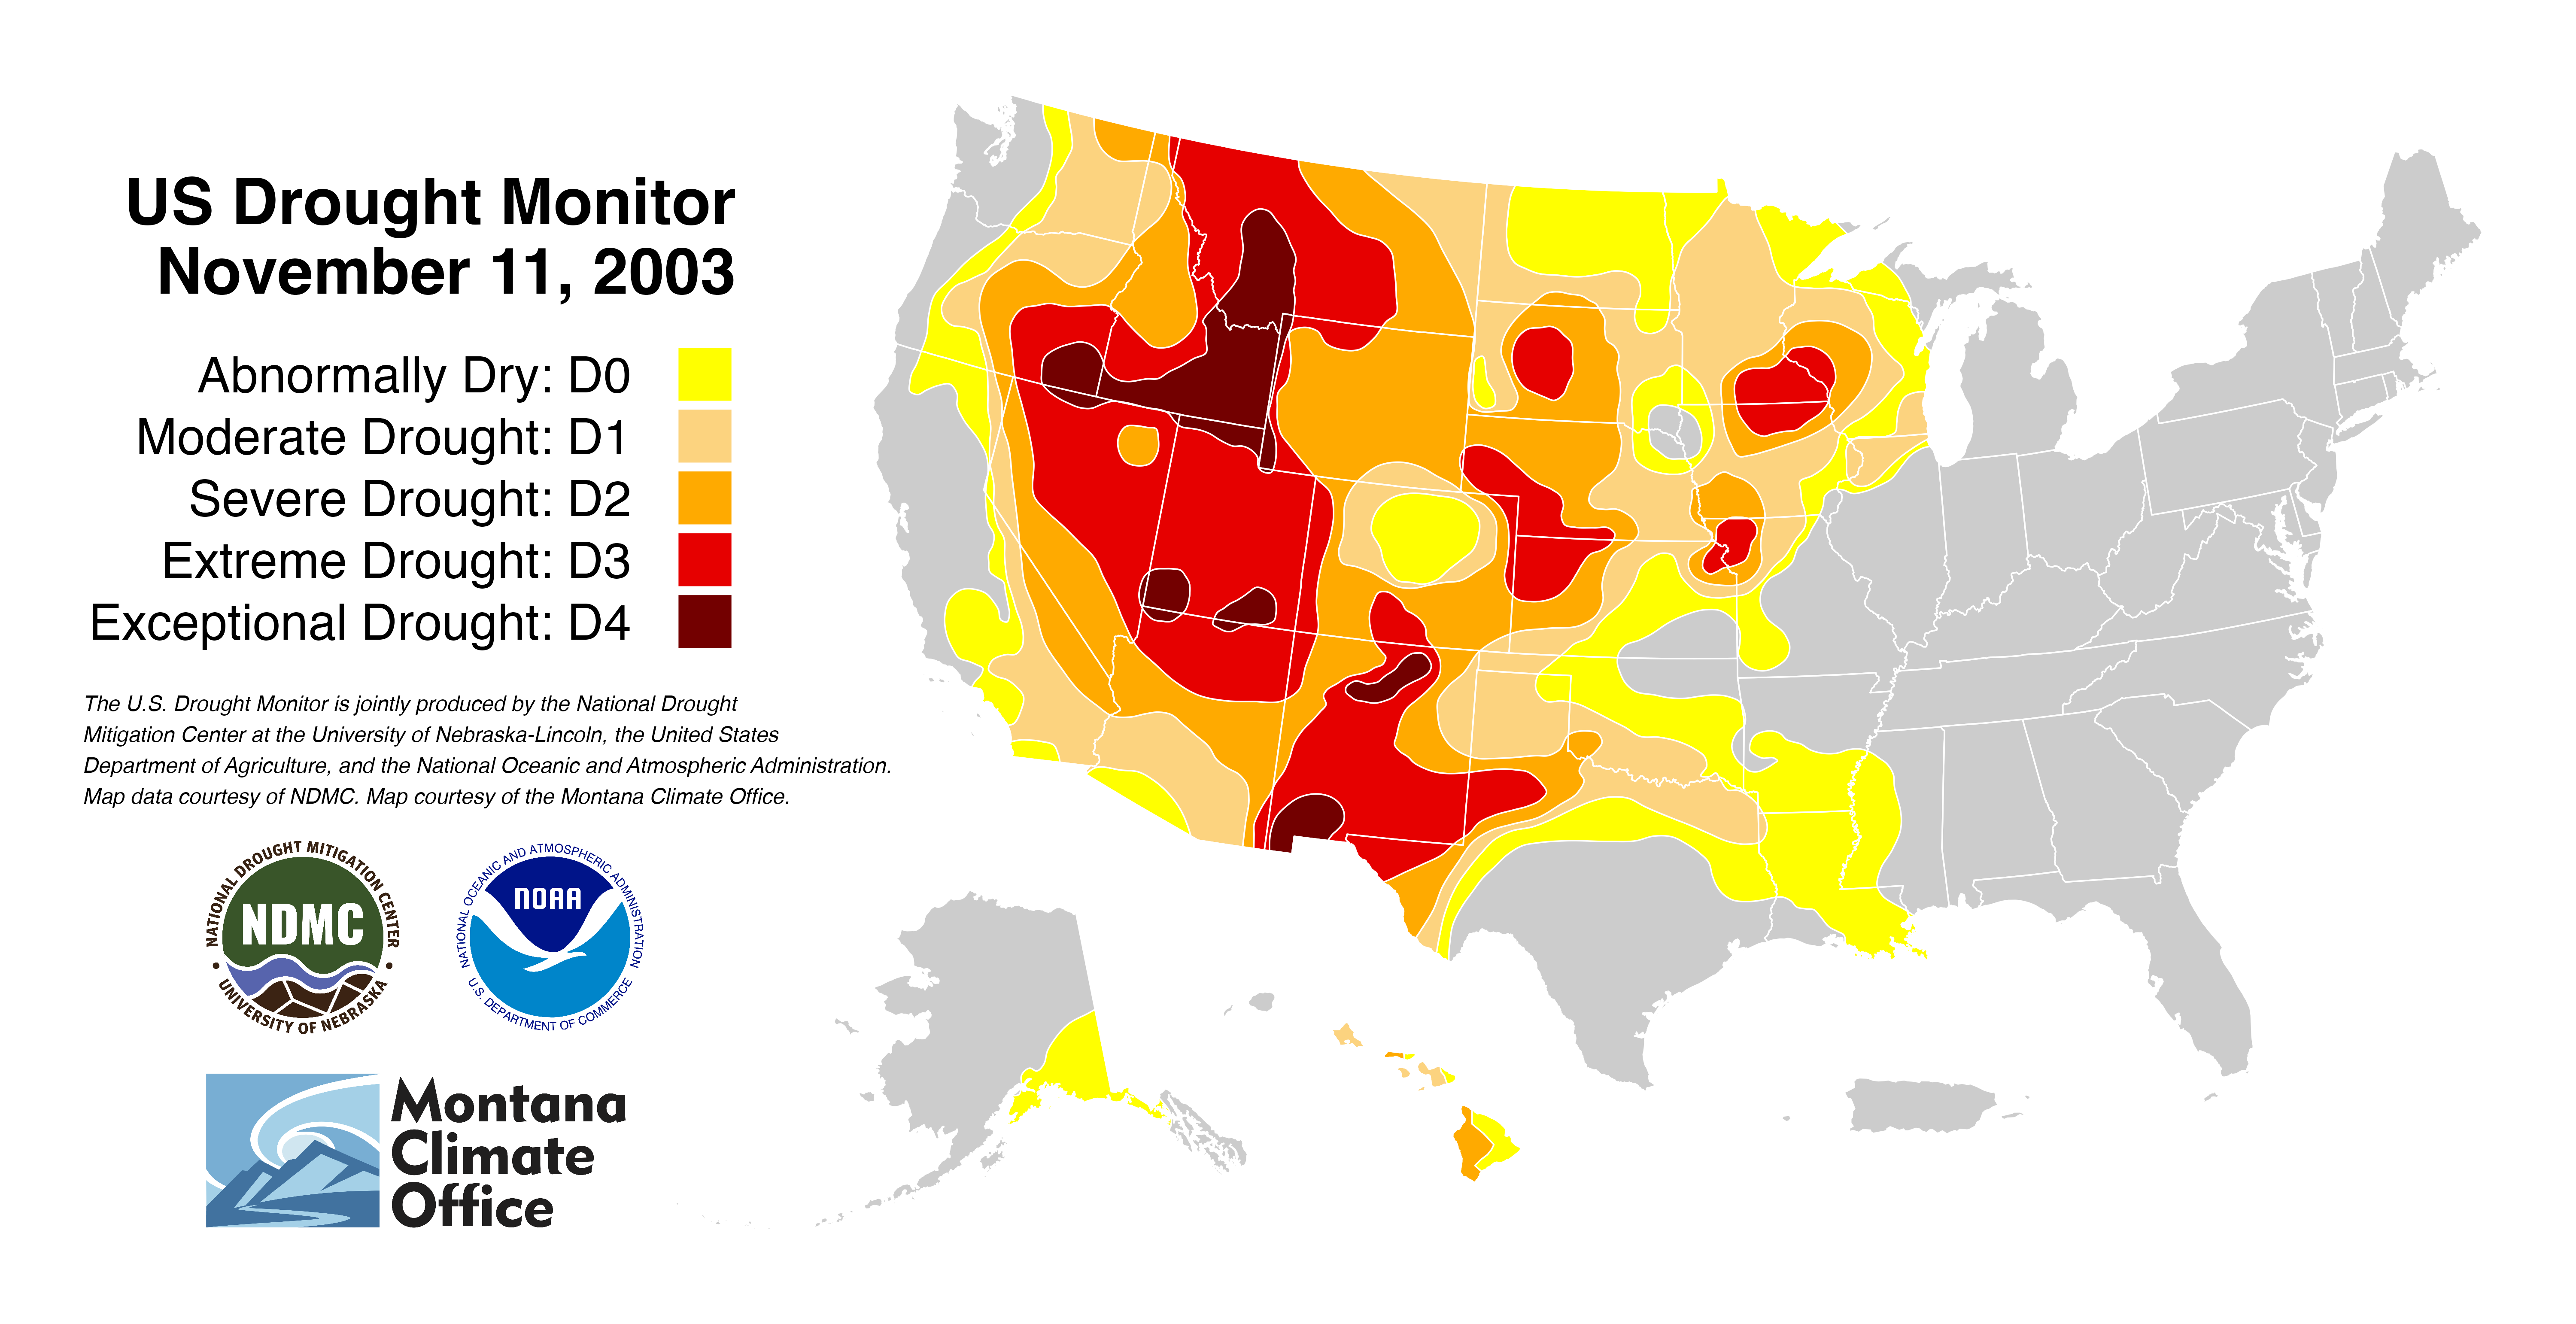 US Drought Monitor
November 11, 2003
Abnormally Dry: D0
Moderate Drought: D1
Severe Drought: D2
Extreme Drought: D3
Exceptional Drought: D4
The U.S. Drought Monitor is jointly produced by the National Drought
Mitigation Center at the University of Nebraska-Lincoln, the United States
Department of Agriculture, and the National Oceanic and Atmospheric Administration.
Map data courtesy of NDMC. Map courtesy of the Montana Climate Office.
NATIONAL DROUGHT MITIGATION CENTER
NDMC
• UNIVERSITY OF NEBRASKA •
NATIONAL OCEANIC AND ATMOSPHERIC ADMINISTRATION
NOAA
U.S. DEPARTMENT OF COMMERCE
Montana
Climate
Office